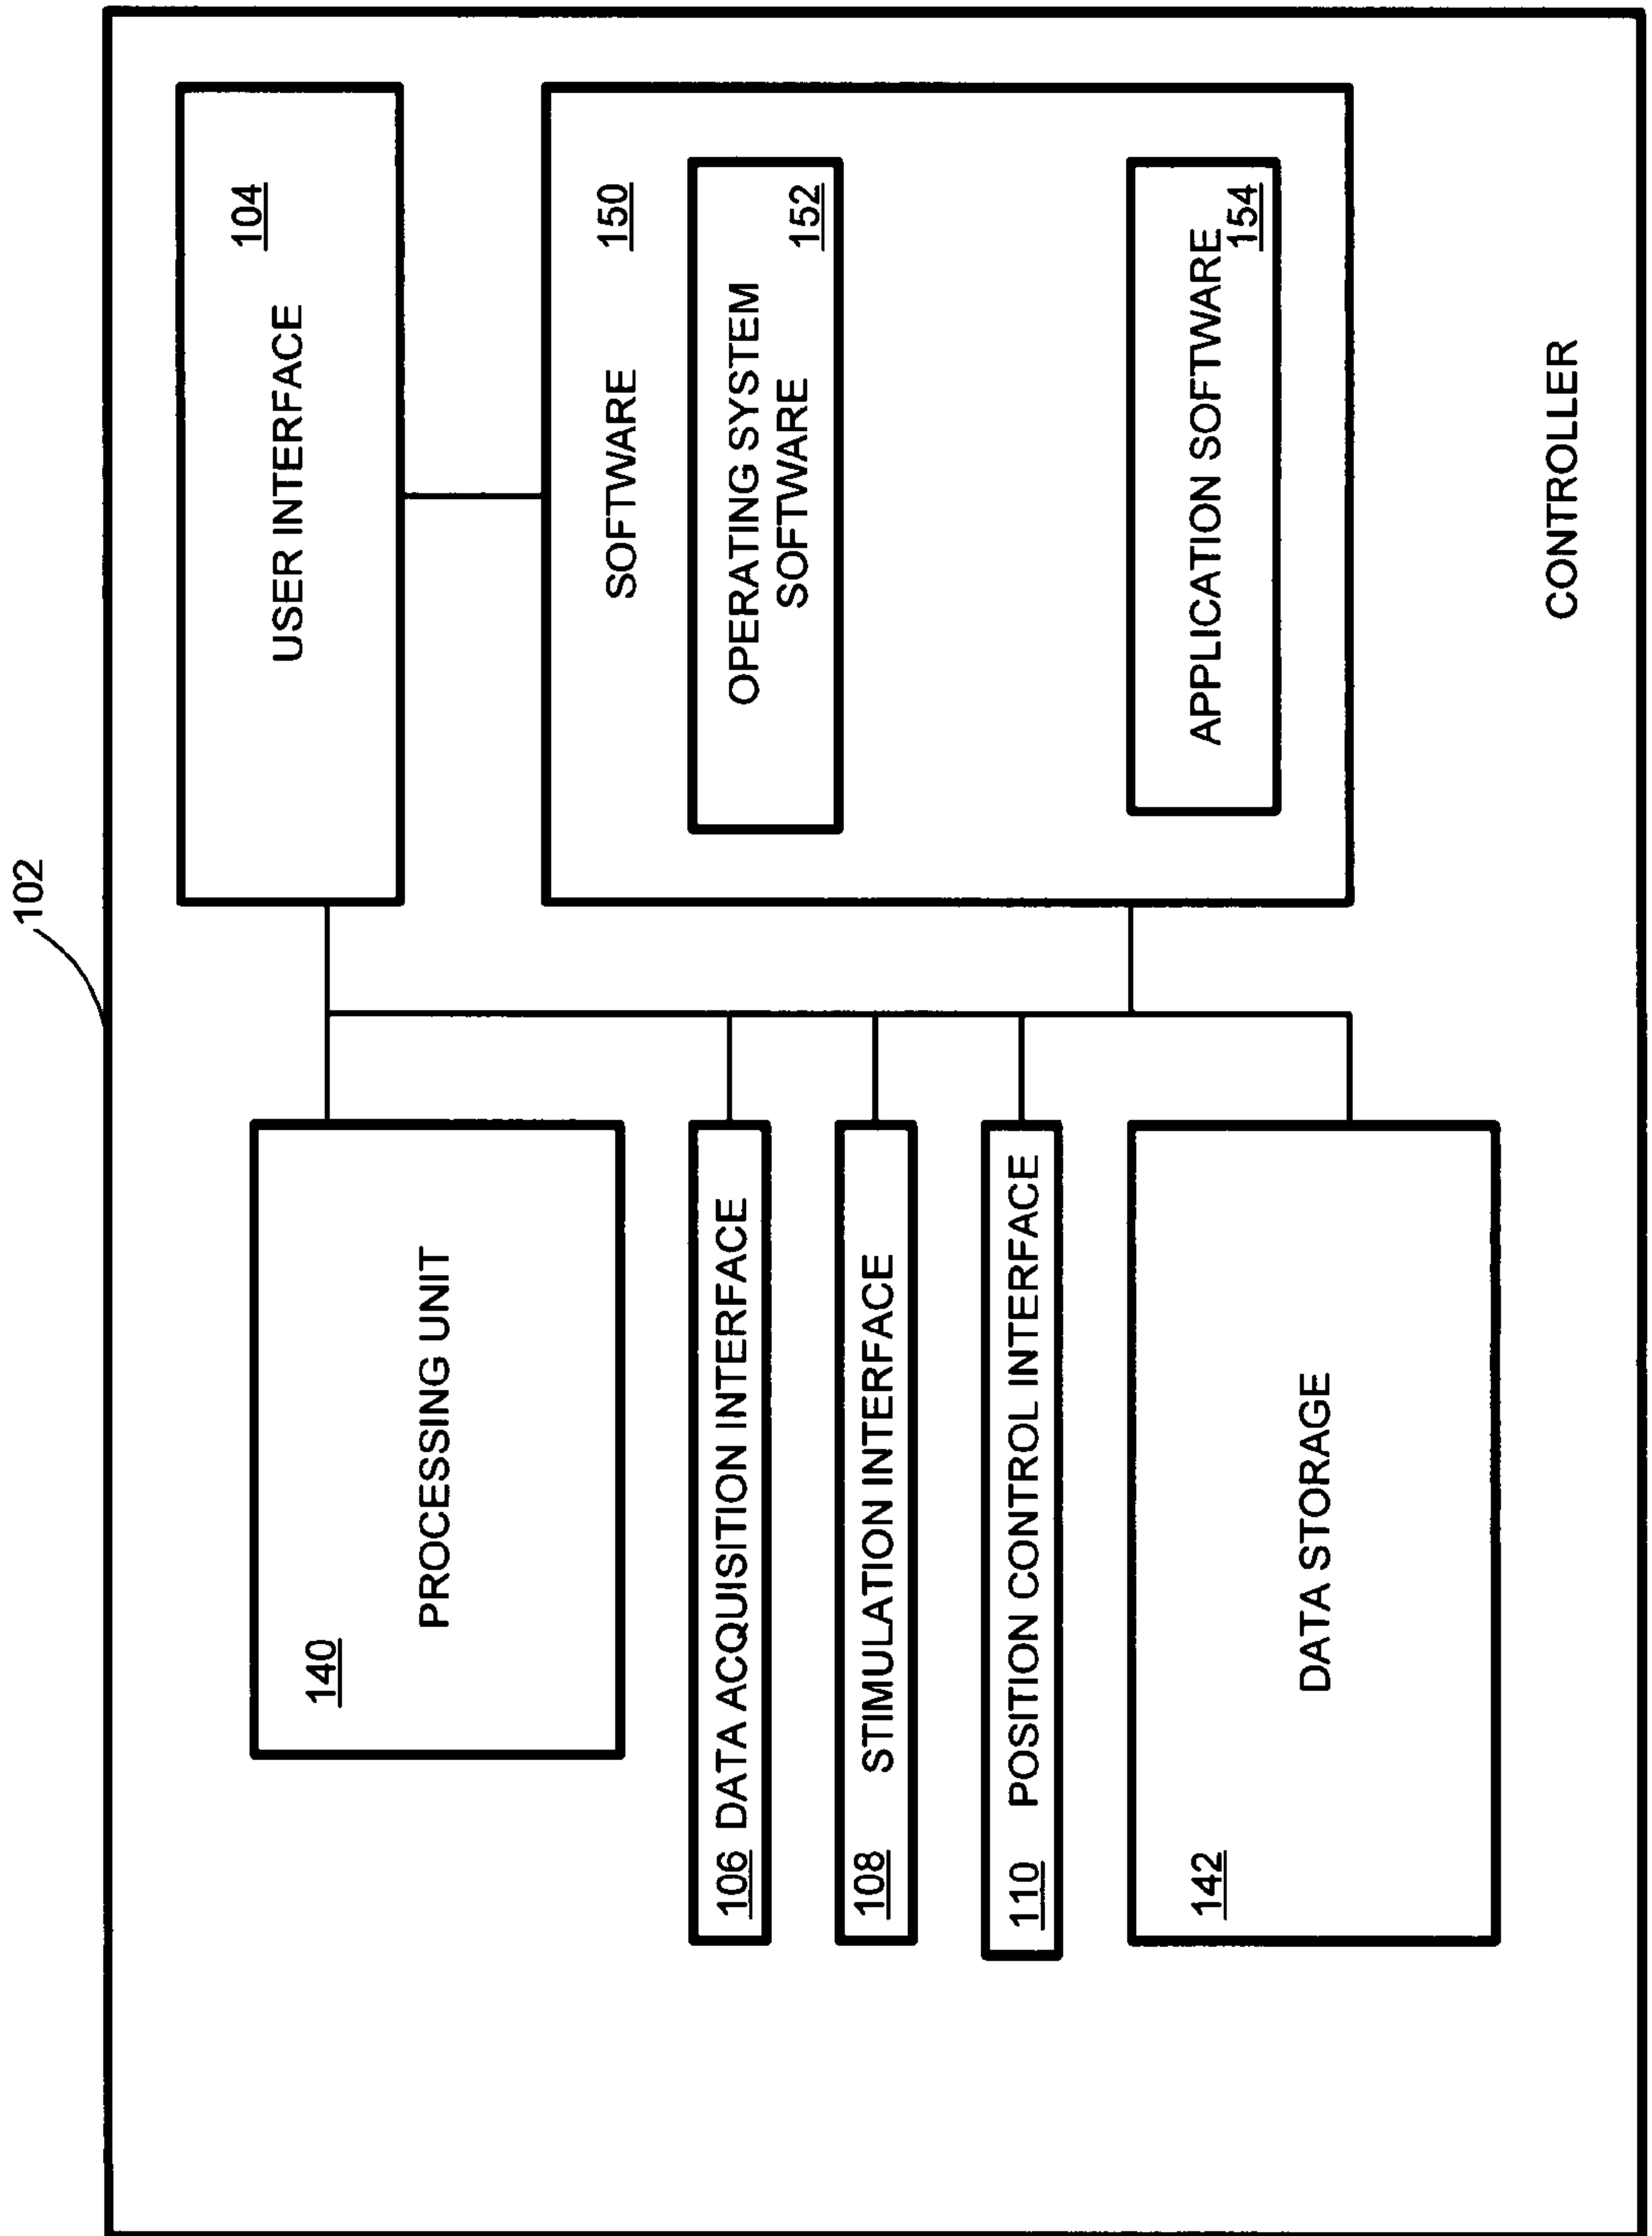 102
140
PROCESSING UNIT
USER INTERFACE
104
106 DATA ACQUISITION INTERFACE
108 STIMULATION INTERFACE
110 POSITION CONTROL INTERFACE
142
DATA STORAGE
SOFTWARE
150
OPERATING SYSTEM
SOFTWARE
152
APPLICATION SOFTWARE
154
CONTROLLER